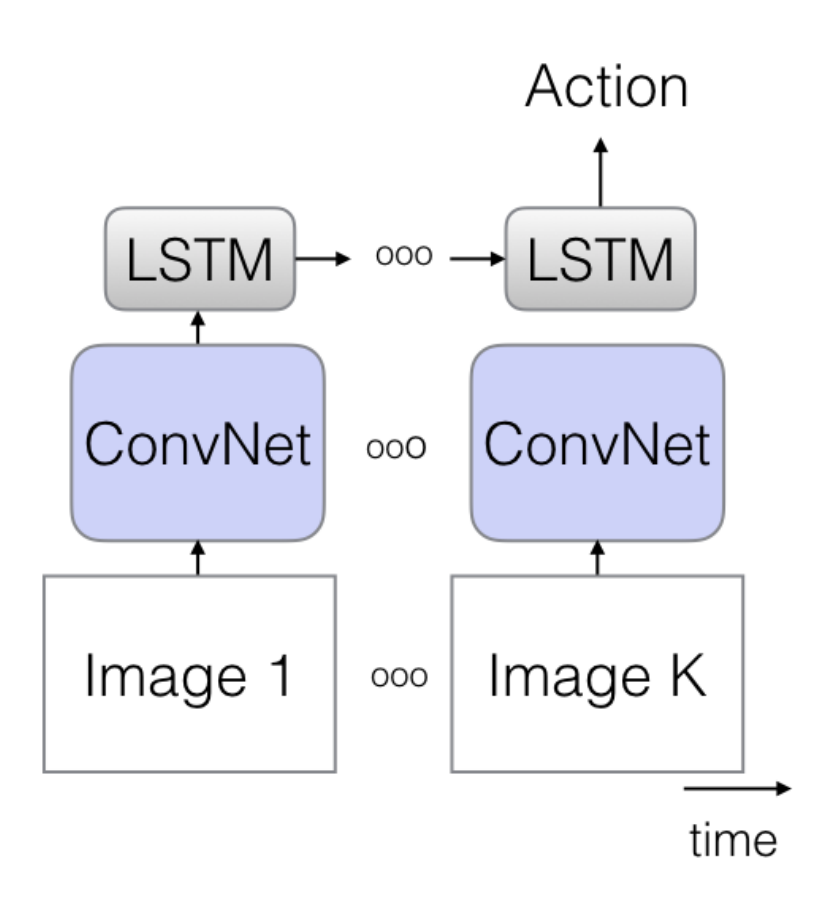 Action
LSTM ooo LSTM
ConvNet ooo ConvNet
Image 1 ooo Image K
time